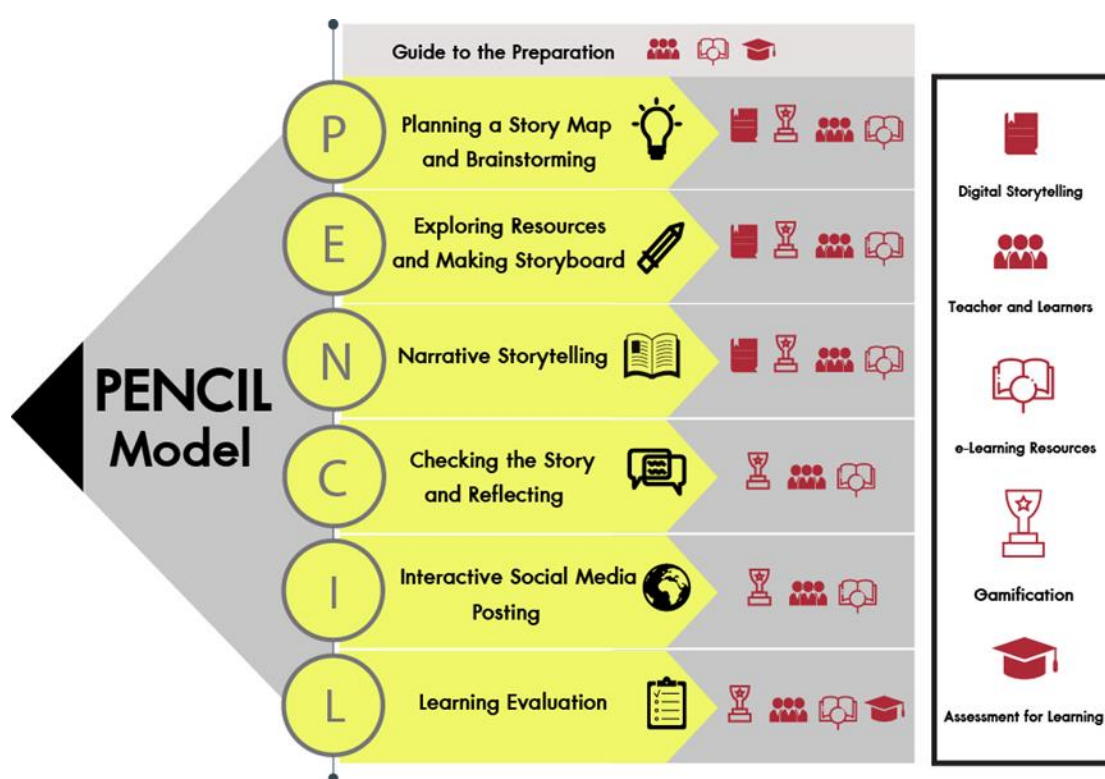 Guide to the Preparation
P
Planning a Story Map
and Brainstorming
E
Exploring Resources
and Making Storyboard
N
Narrative Storytelling
PENCIL
Model
C
Checking the Story
and Reflecting
I
Interactive Social Media
Posting
L
Learning Evaluation
Digital Storytelling
Teacher and Learners
e-Learning Resources
Gamification
Assessment for Learning